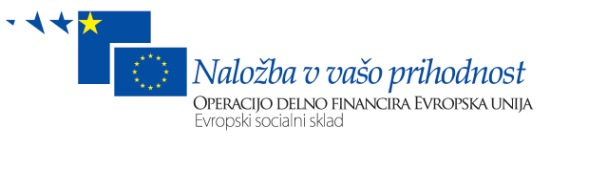 Naložba v vašo prihodnost
OPERACIJO DELNO FINANCIRA EVROPSKA UNIJA
Evropski socialni sklad